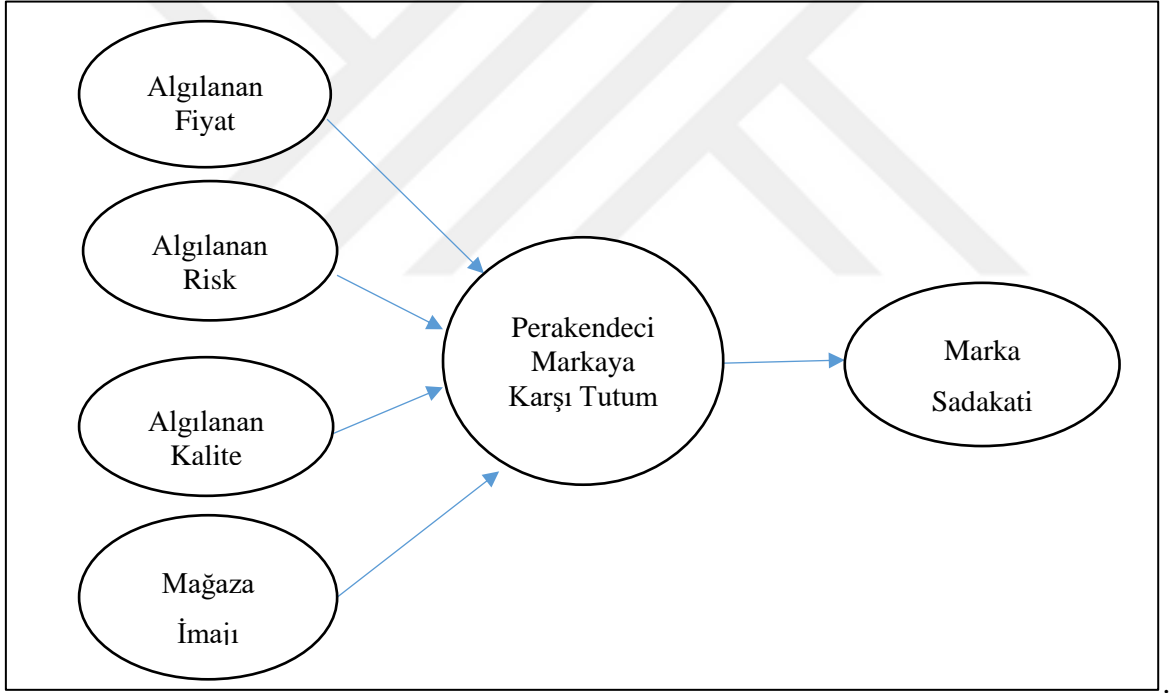 Algılanan
Fiyat
Algılanan
Risk
Algılanan
Kalite
Mağaza
İmajı
Perakendeci
Markaya
Karşı Tutum
Marka
Sadakati
.